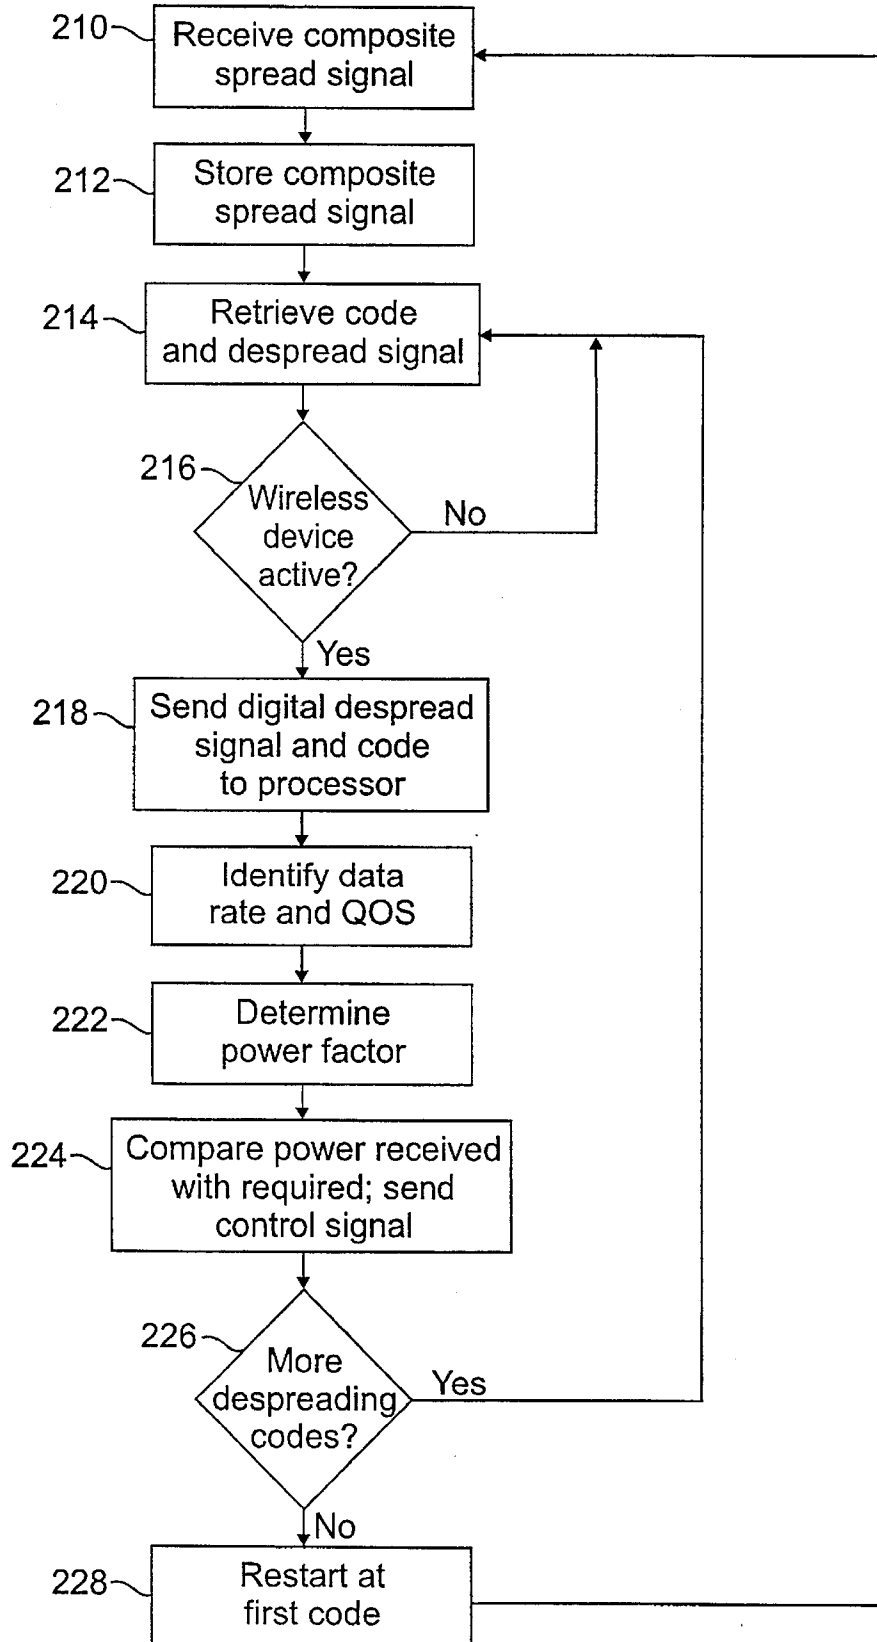 210
Receive composite
spread signal
212
Store composite
spread signal
214
Retrieve code
and despread signal
216
Wireless
device
active?
No
Yes
218
Send digital despread
signal and code
to processor
220
Identify data
rate and QOS
222
Determine
power factor
224
Compare power received
with required; send
control signal
226
More
despreading
codes?
Yes
No
228
Restart at
first code